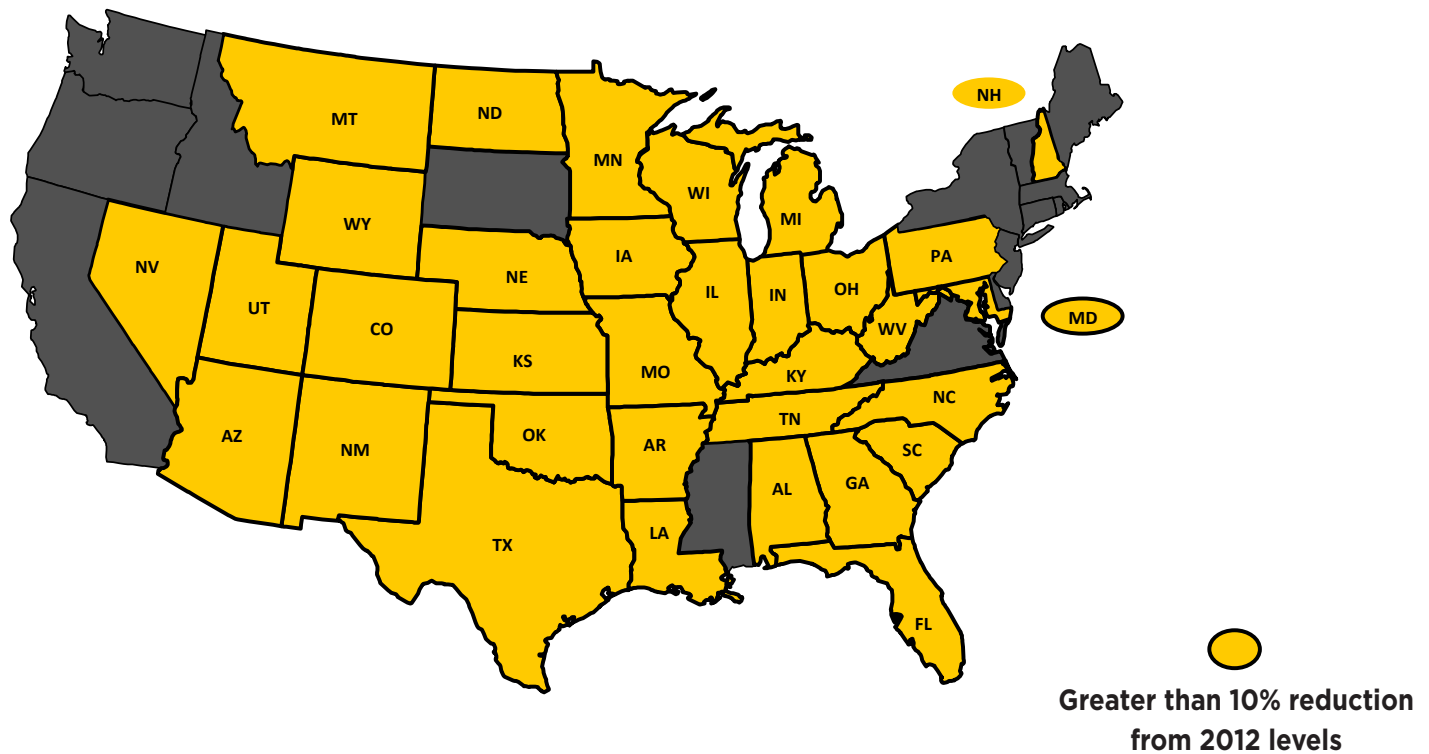 NH
MT
ND
MN
WI
WY
MI
IA
PA
NV
NE
OH
IL
IN
UT
MD
CO
WV
KS
MO
KY
NC
TN
AZ
OK
AR
NM
SC
GA
AL
LA
TX
FL
Greater than 10% reduction
from 2012 levels